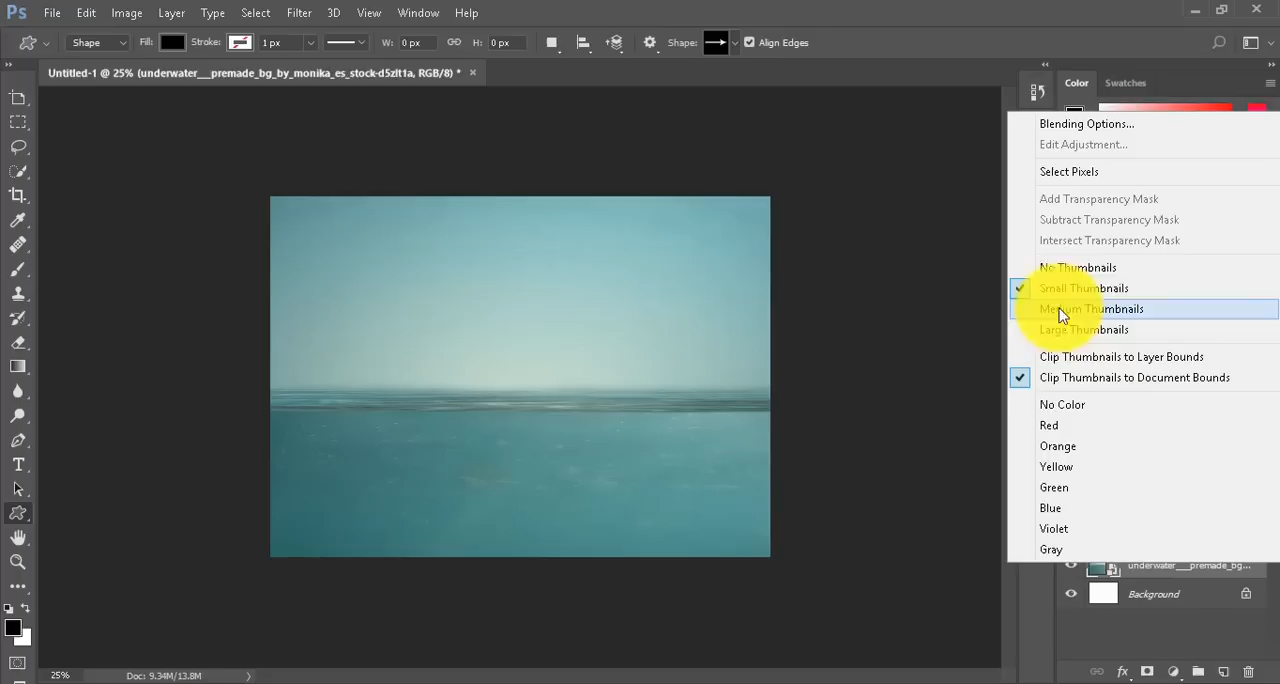 Ps File Edit Image Layer Type Select Filter 3D View Window Help
Shape Fill: Stroke: 1 px W: 0 px H: 0 px Shape: Align Edges
Untitled-1 @ 25% (underwater__premade_bg_by_monika_es_stock-d5zlt1a, RGB/8) *
Color Swatches
Blending Options...
Edit Adjustment...
Select Pixels
Add Transparency Mask
Subtract Transparency Mask
Intersect Transparency Mask
No Thumbnails
Small Thumbnails
Medium Thumbnails
Large Thumbnails
Clip Thumbnails to Layer Bounds
Clip Thumbnails to Document Bounds
No Color
Red
Orange
Yellow
Green
Blue
Violet
Gray
underwater__premade_bg...
Background
25% Doc: 9.34M/13.8M